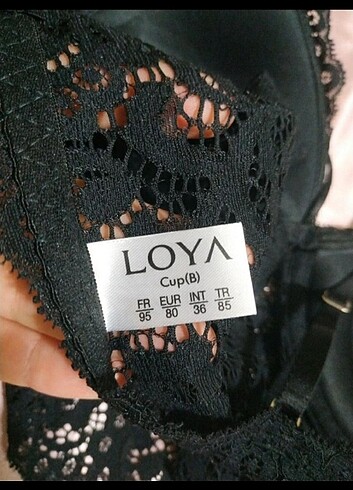 LOYA
Cup(B)
FR EUR INT TR
95 80 36 85